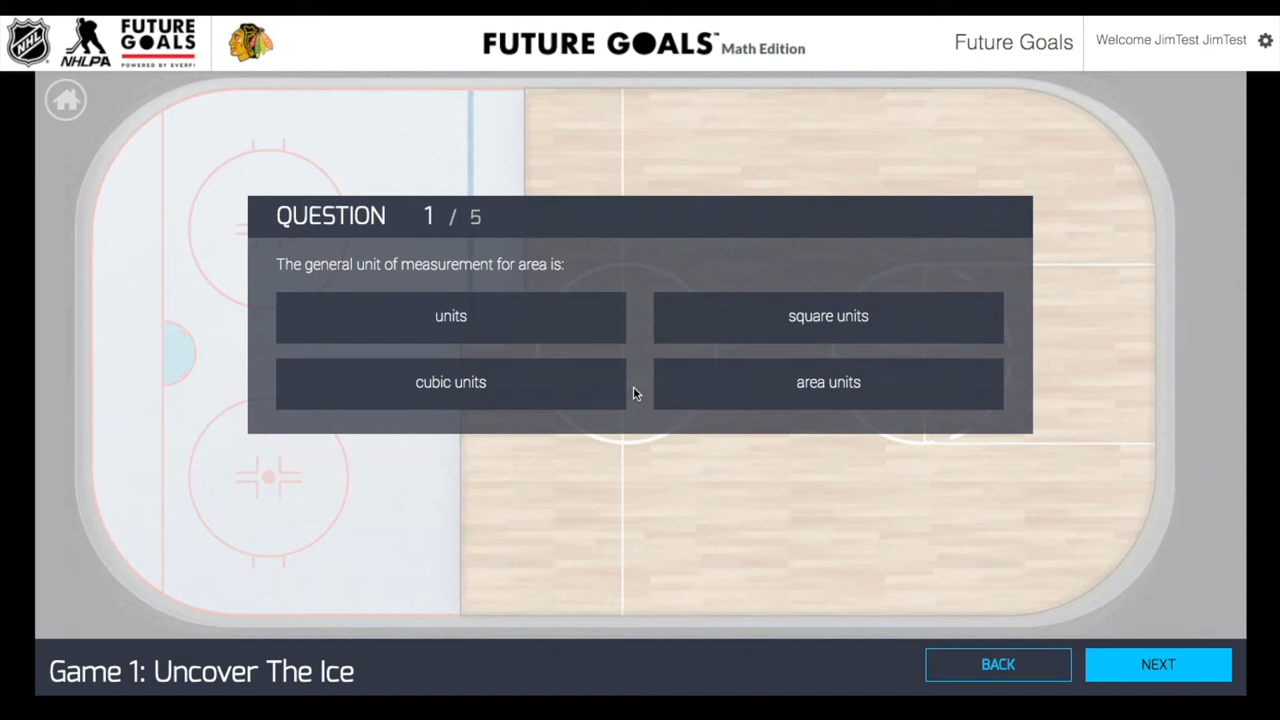 NHL
NHLPA
FUTURE
GOALS
POWERED BY EVERFI
FUTURE GOALS™ Math Edition
Future Goals
Welcome JimTest JimTest
QUESTION 1 / 5
The general unit of measurement for area is:
units
square units
cubic units
area units
Game 1: Uncover The Ice
BACK
NEXT